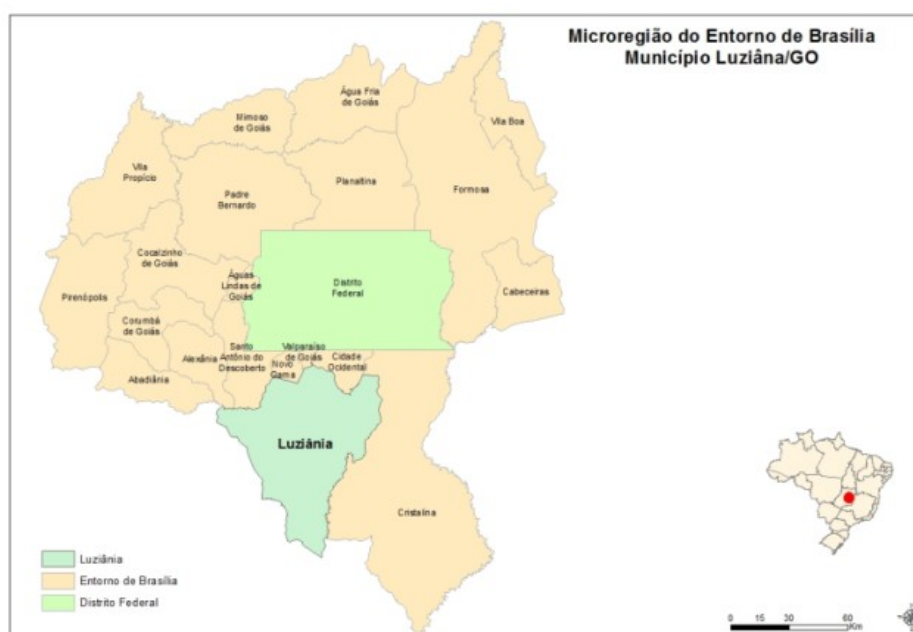 Microregião do Entorno de Brasília
Município Luziâna/GO
Água Fria
de Goiás
Mimoso
de Goiás
Vila Boa
Vila
Propício
Planaltina
Formosa
Padre
Bernardo
Cocalzinho
de Goiás
Águas
Lindas de
Goiás
Distrito
Federal
Cabeceiras
Pirenópolis
Corumbá
de Goiás
Alexânia
Santo
Antônio do
Descoberto
Valparaíso
de Goiás
Novo
Gama
Cidade
Ocidental
Abadiânia
Luziânia
Cristalina
Luziânia
Entorno de Brasília
Distrito Federal
0 15 30 60
Km